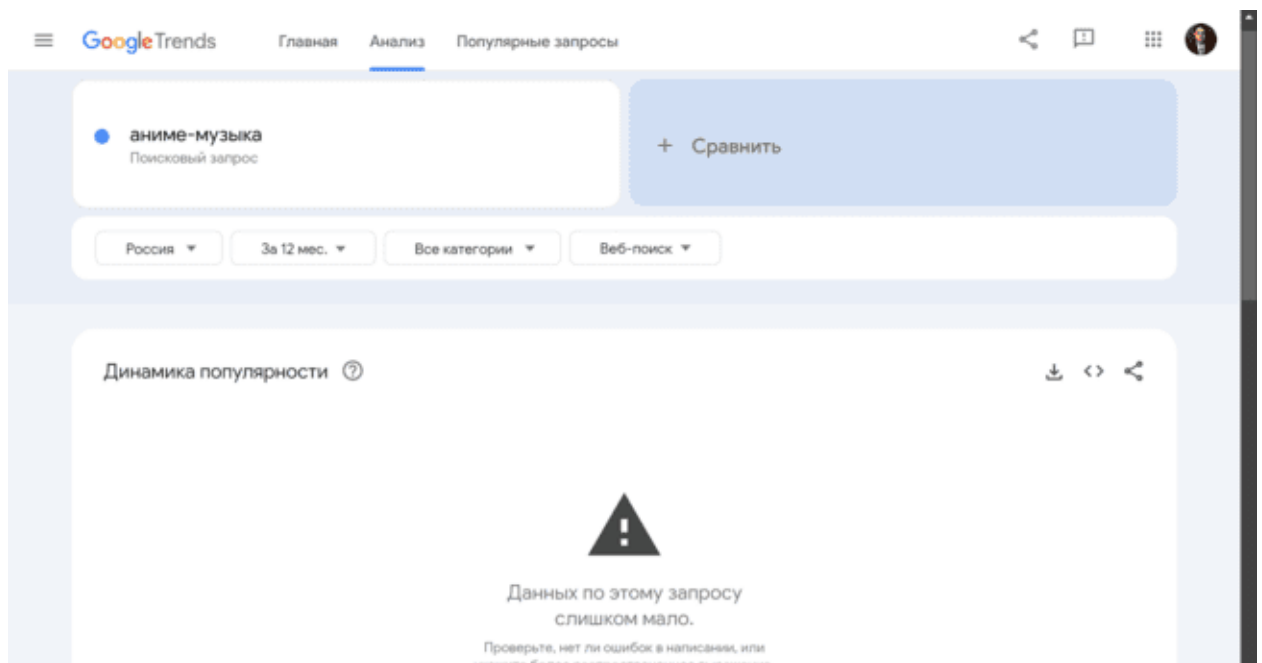 Google Trends Главная Анализ Популярные запросы
аниме-музыка
Поисковый запрос
+ Сравнить
Россия За 12 мес. Все категории Веб-поиск
Динамика популярности
Данных по этому запросу
слишком мало.
Проверьте, нет ли ошибок в написании, или